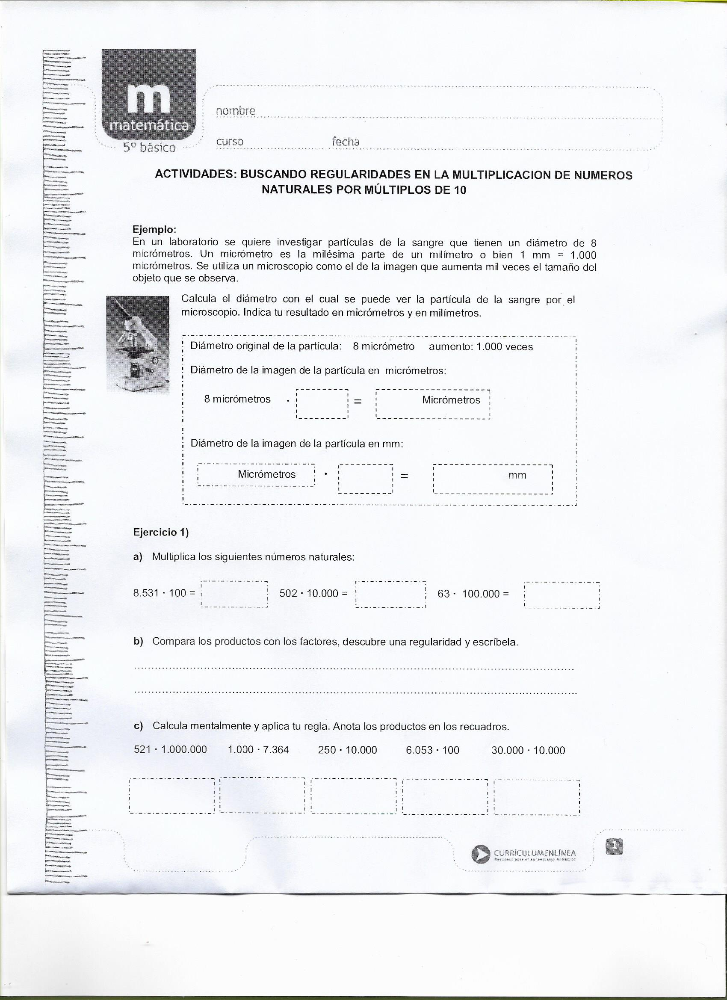 m
matemática
5º básico
nombre
curso fecha
ACTIVIDADES: BUSCANDO REGULARIDADES EN LA MULTIPLICACION DE NUMEROS
NATURALES POR MÚLTIPLOS DE 10
Ejemplo:
En un laboratorio se quiere investigar partículas de la sangre que tienen un diámetro de 8
micrómetros. Un micrómetro es la milésima parte de un milímetro o bien 1 mm = 1.000
micrómetros. Se utiliza un microscopio como el de la imagen que aumenta mil veces el tamaño del
objeto que se observa.
Calcula el diámetro con el cual se puede ver la partícula de la sangre por el
microscopio. Indica tu resultado en micrómetros y en milímetros.
Diámetro original de la partícula: 8 micrómetro aumento: 1.000 veces
Diámetro de la imagen de la partícula en micrómetros:
8 micrómetros · = Micrómetros
Diámetro de la imagen de la partícula en mm:
Micrómetros · = mm
Ejercicio 1)
a) Multiplica los siguientes números naturales:
8.531 · 100 = 502 · 10.000 = 63 · 100.000 =
b) Compara los productos con los factores, descubre una regularidad y escríbela.
c) Calcula mentalmente y aplica tu regla. Anota los productos en los recuadros.
521 · 1.000.000 1.000 · 7.364 250 · 10.000 6.053 · 100 30.000 · 10.000
CURRÍCULUMENLÍNEA
Recursos para el aprendizaje MINEDUC
1